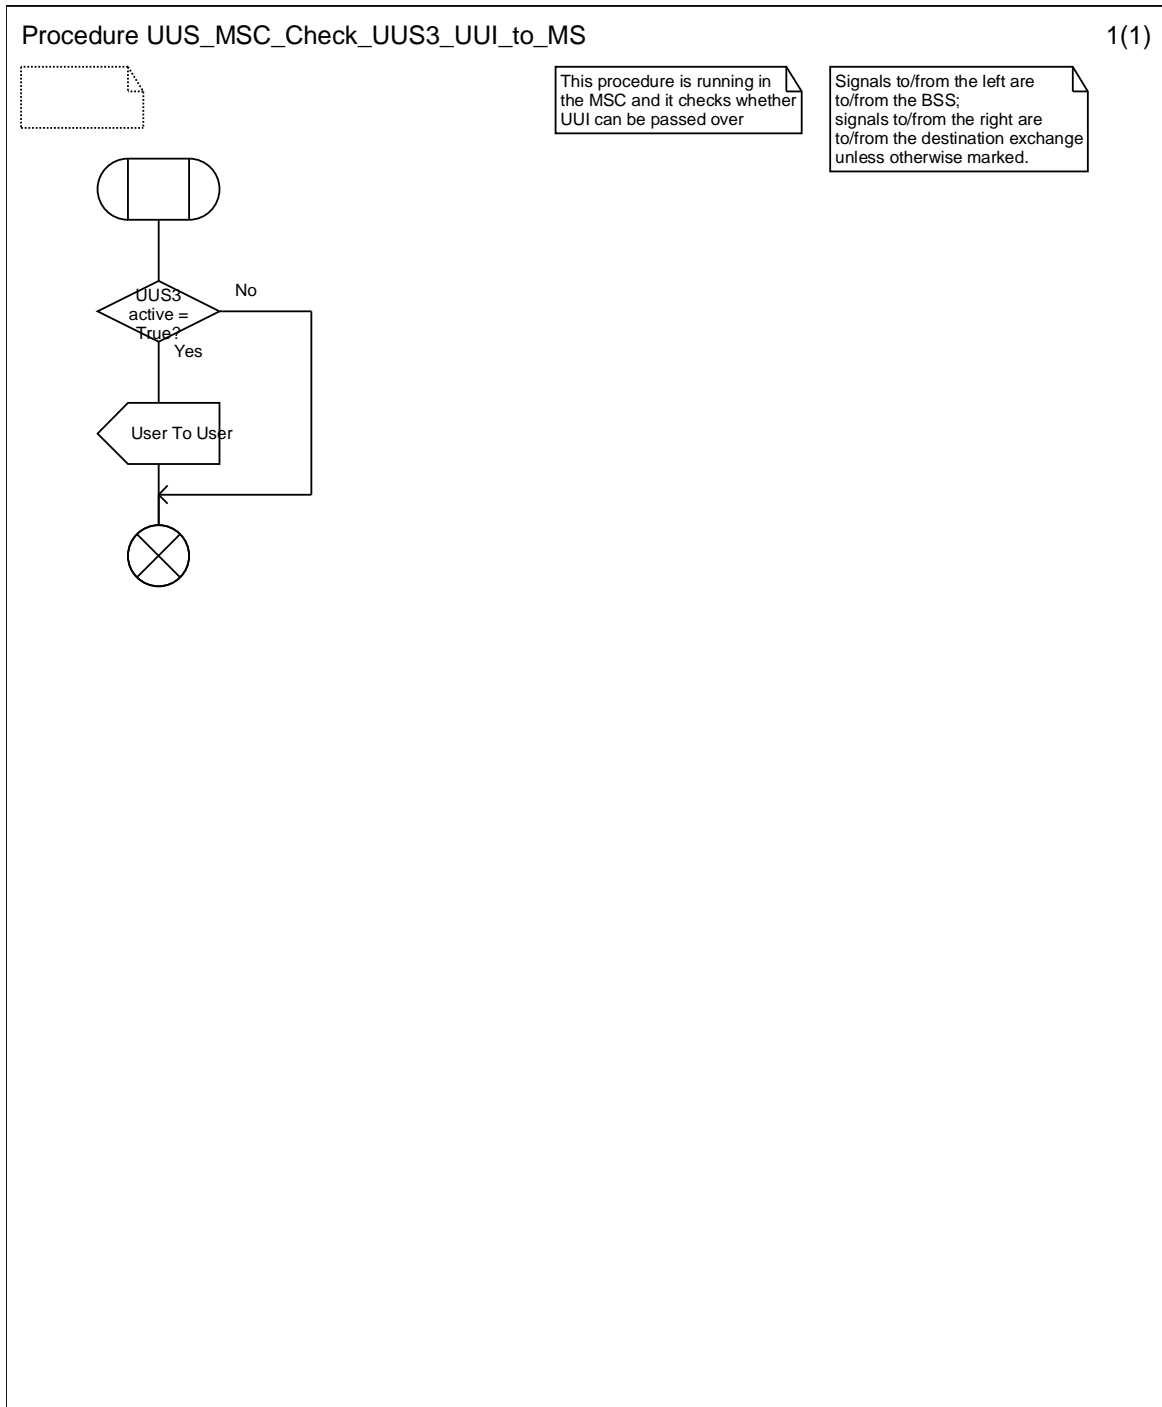 Procedure UUS_MSC_Check_UUS3_UUI_to_MS
1(1)
This procedure is running in
the MSC and it checks whether
UUI can be passed over
Signals to/from the left are
to/from the BSS;
signals to/from the right are
to/from the destination exchange
unless otherwise marked.
UUS3
active =
True?
No
Yes
User To User